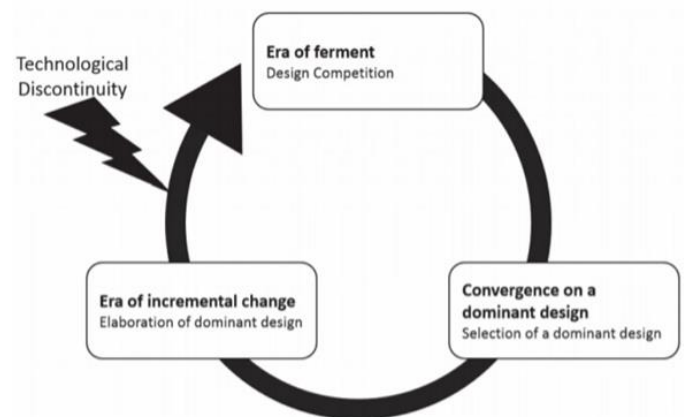 Technological
Discontinuity
Era of ferment
Design Competition
Era of incremental change
Elaboration of dominant design
Convergence on a
dominant design
Selection of a dominant design